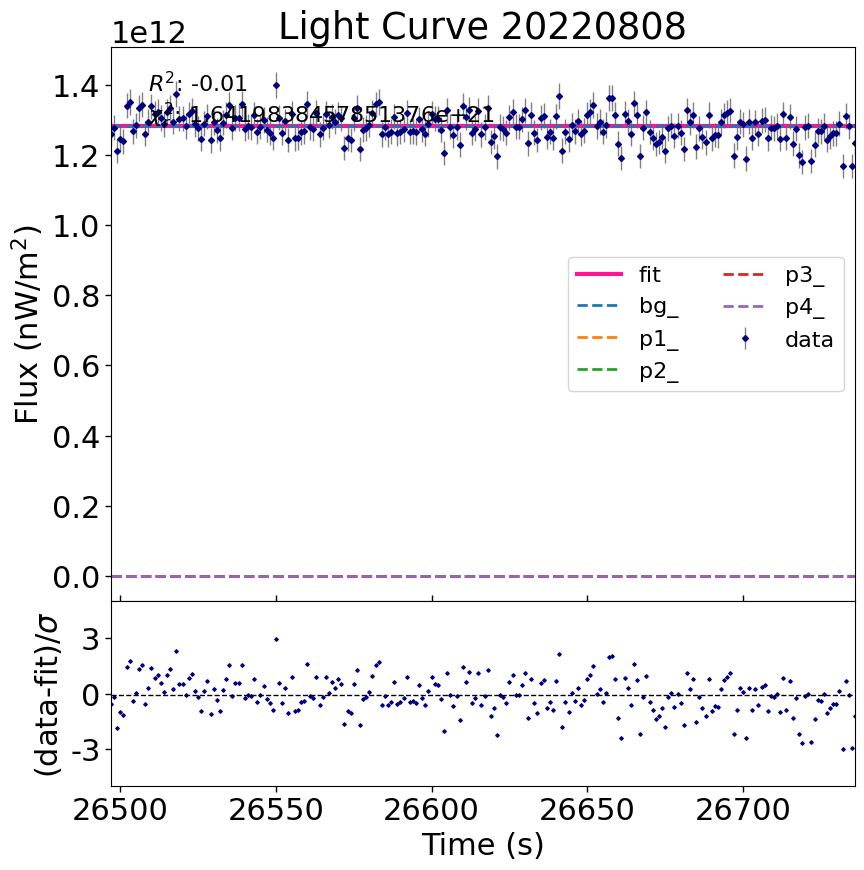 Light Curve 20220808
1e12
R²: -0.01
χ²: 1.6419838457851376e+21
1.4
1.2
1.0
0.8
0.6
0.4
0.2
0.0
Flux (nW/m²)
fit
bg_
p1_
p2_
p3_
p4_
data
3
0
-3
(data-fit)/σ
26500
26550
26600
26650
26700
Time (s)